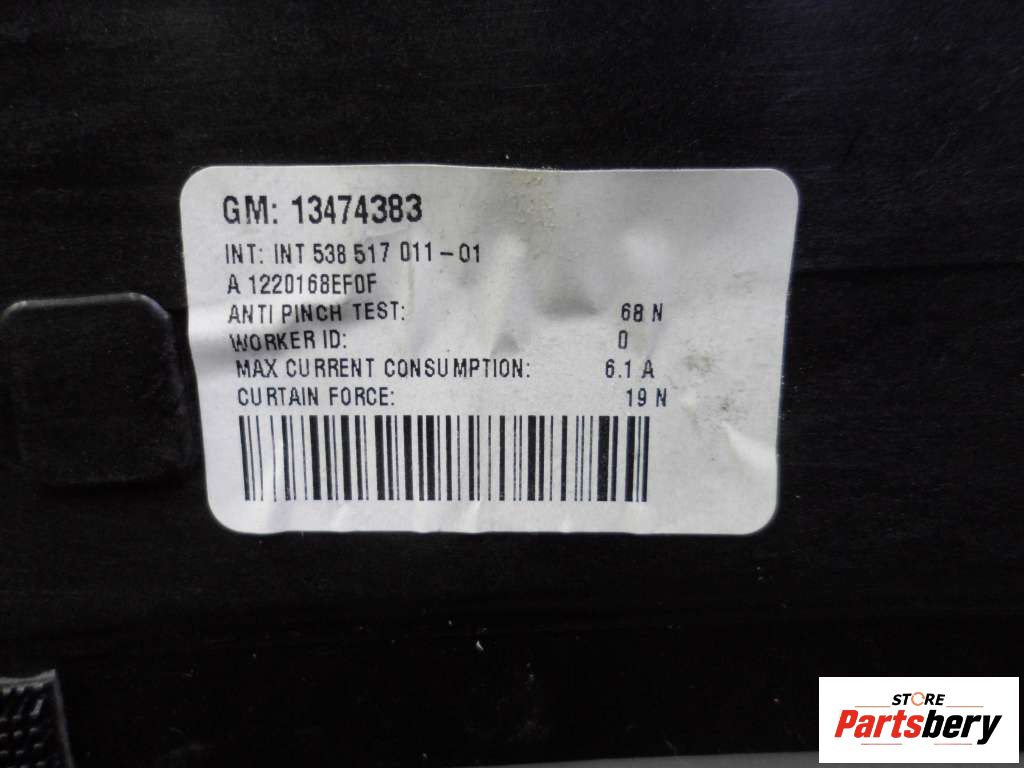 GM: 13474383
INT: INT 538 517 011-01
A 1220168EF0F
ANTI PINCH TEST: 68 N
WORKER ID: 0
MAX CURRENT CONSUMPTION: 6.1 A
CURTAIN FORCE: 19 N
STORE
Partsbery